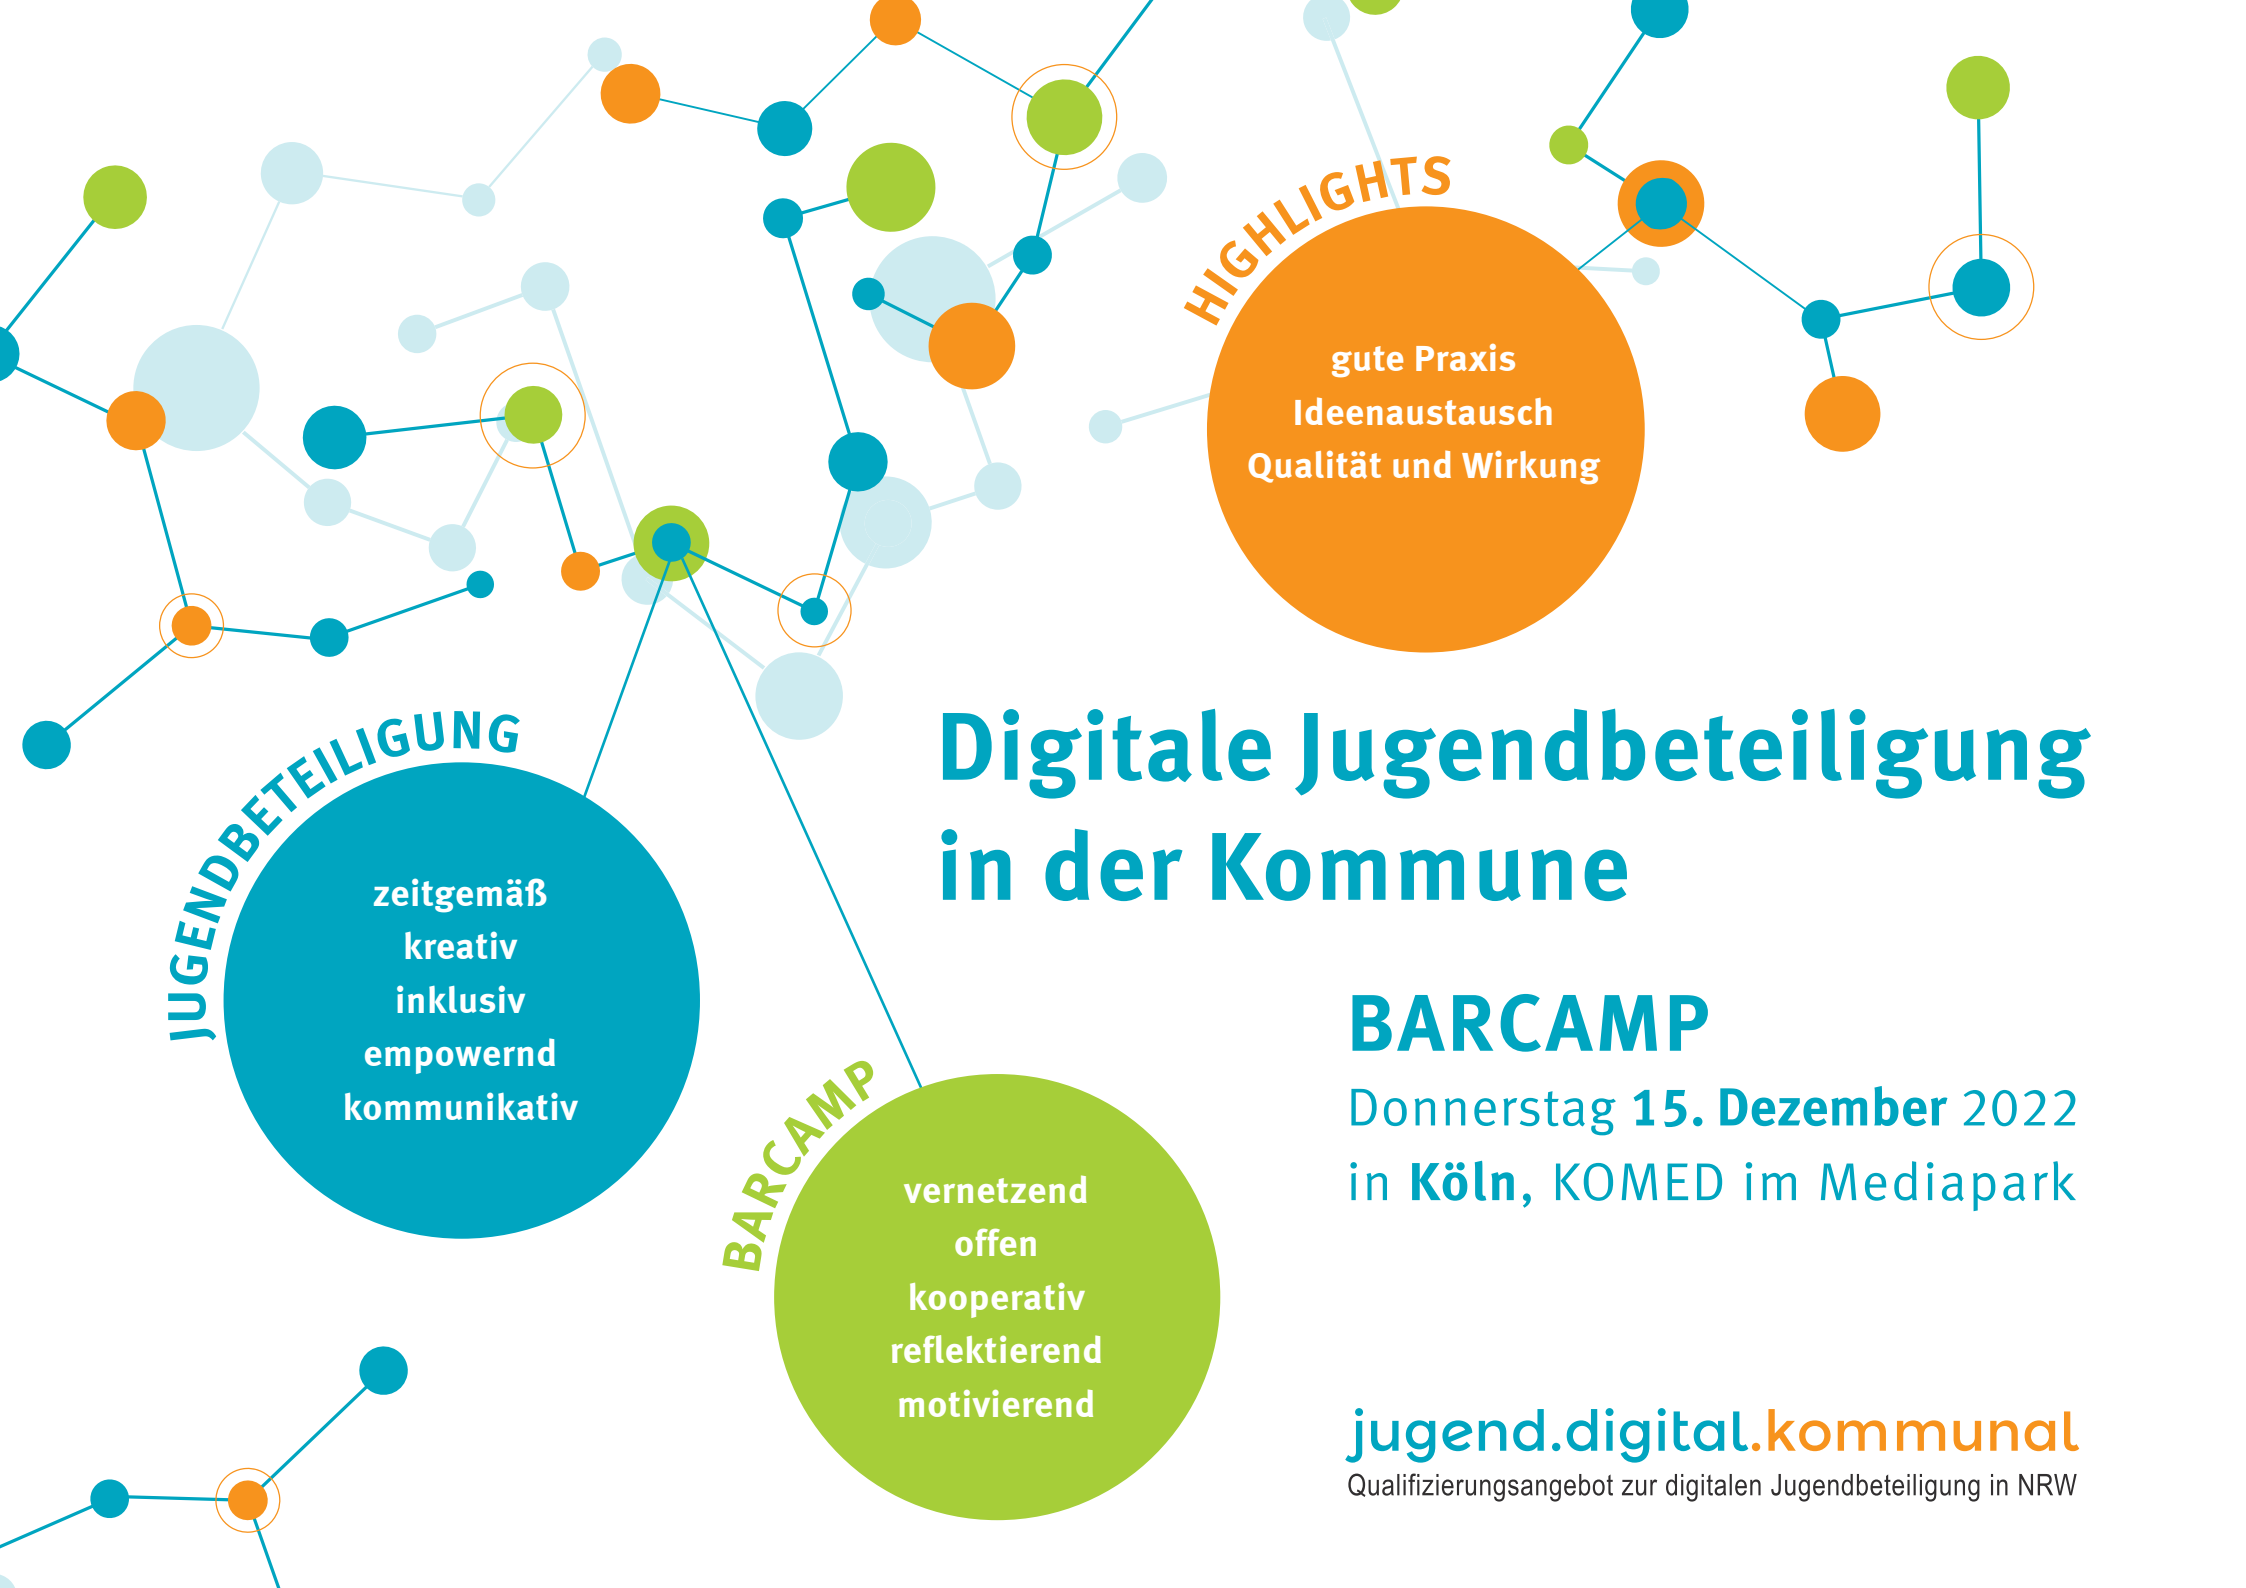 HIGHLIGHTS
gute Praxis
Ideenaustausch
Qualität und Wirkung
Digitale Jugendbeteiligung
in der Kommune
JUGENDBETEILIGUNG
zeitgemäß
kreativ
inklusiv
empowernd
kommunikativ
BARCAMP
Donnerstag 15. Dezember 2022
in Köln, KOMED im Mediapark
BARCAMP
vernetzend
offen
kooperativ
reflektierend
motivierend
jugend.digital.kommunal
Qualifizierungsangebot zur digitalen Jugendbeteiligung in NRW